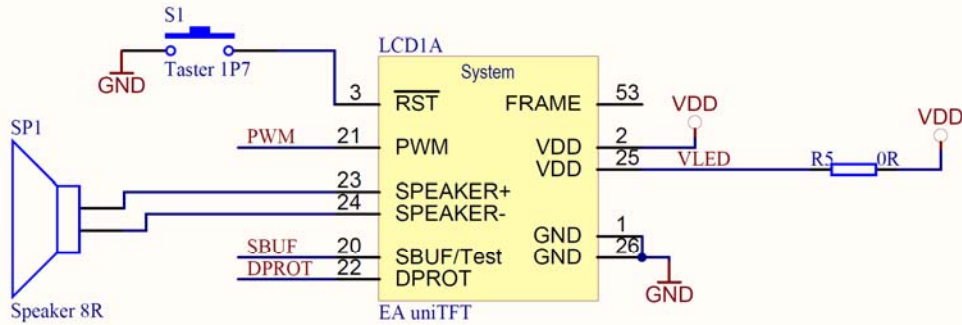 S1
GND
Taster 1P7
LCD1A
System
3
RST
FRAME
53
VDD
VDD
SP1
PWM
21
PWM
VDD
2
VDD
25
VLED
R5
0R
23
SPEAKER+
24
SPEAKER-
GND
1
SBUF
20
SBUF/Test
GND
26
DPROT
22
DPROT
GND
Speaker 8R
EA uniTFT